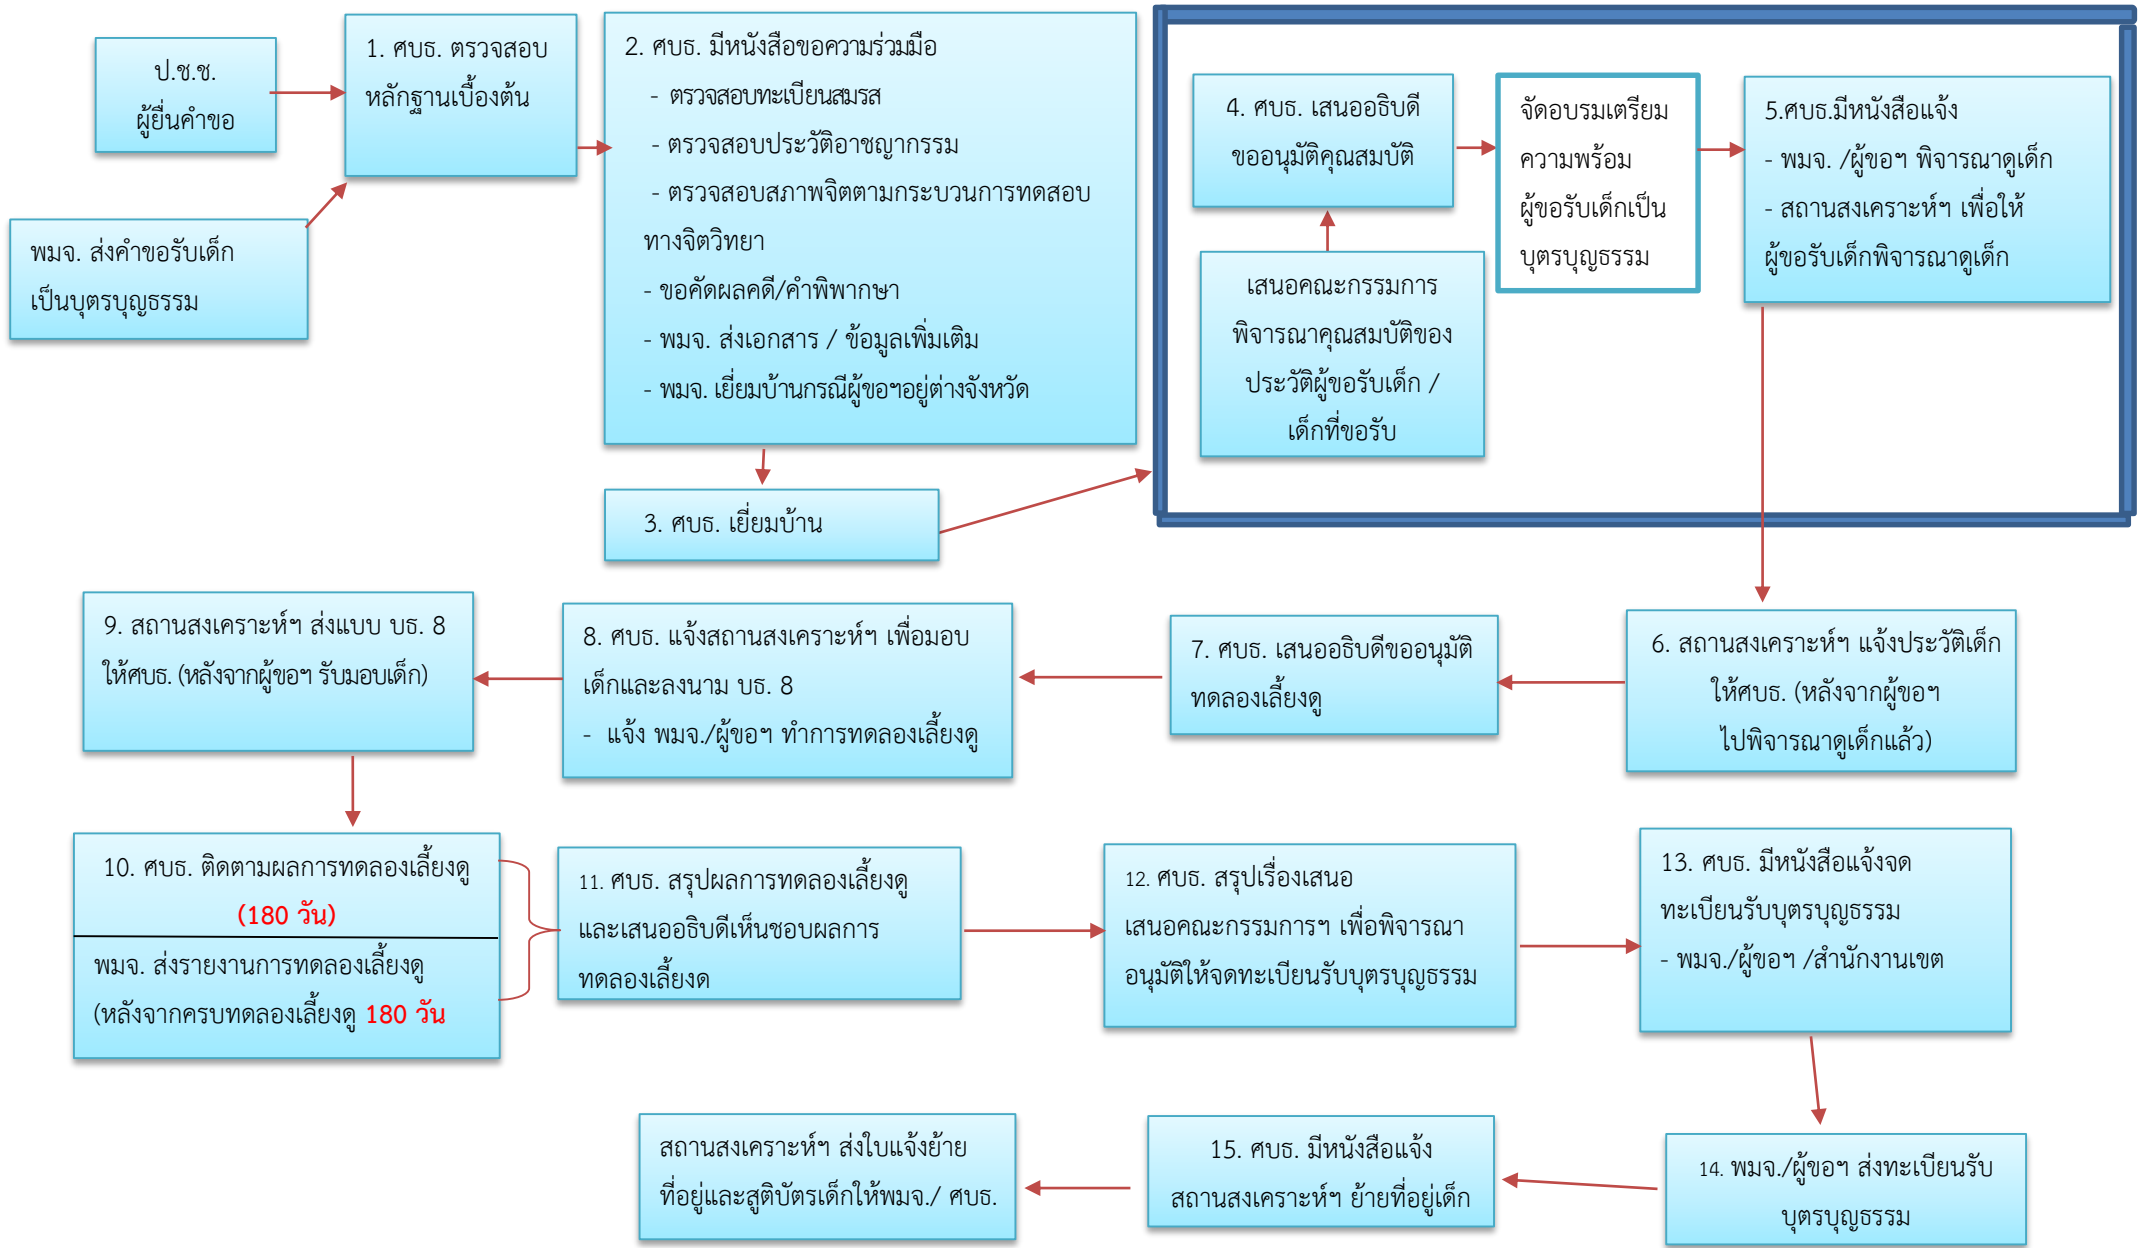 ป.ช.ช.
ผู้ยื่นคำขอ
พมจ. ส่งคำขอรับเด็ก
เป็นบุตรบุญธรรม
1. ศบธ. ตรวจสอบ
หลักฐานเบื้องต้น
2. ศบธ. มีหนังสือขอความร่วมมือ
- ตรวจสอบทะเบียนสมรส
- ตรวจสอบประวัติอาชญากรรม
- ตรวจสอบสภาพจิตตามกระบวนการทดสอบ
ทางจิตวิทยา
- ขอคัดผลคดี/คำพิพากษา
- พมจ. ส่งเอกสาร / ข้อมูลเพิ่มเติม
- พมจ. เยี่ยมบ้านกรณีผู้ขอฯอยู่ต่างจังหวัด
3. ศบธ. เยี่ยมบ้าน
4. ศบธ. เสนออธิบดี
ขออนุมัติคุณสมบัติ
เสนอคณะกรรมการ
พิจารณาคุณสมบัติของ
ประวัติผู้ขอรับเด็ก /
เด็กที่ขอรับ
จัดอบรมเตรียม
ความพร้อม
ผู้ขอรับเด็กเป็น
บุตรบุญธรรม
5.ศบธ.มีหนังสือแจ้ง
- พมจ. /ผู้ขอฯ พิจารณาดูเด็ก
- สถานสงเคราะห์ฯ เพื่อให้
ผู้ขอรับเด็กพิจารณาดูเด็ก
6. สถานสงเคราะห์ฯ แจ้งประวัติเด็ก
ให้ศบธ. (หลังจากผู้ขอฯ
ไปพิจารณาดูเด็กแล้ว)
7. ศบธ. เสนออธิบดีขออนุมัติ
ทดลองเลี้ยงดู
8. ศบธ. แจ้งสถานสงเคราะห์ฯ เพื่อมอบ
เด็กและลงนาม บธ. 8
- แจ้ง พมจ./ผู้ขอฯ ทำการทดลองเลี้ยงดู
9. สถานสงเคราะห์ฯ ส่งแบบ บธ. 8
ให้ศบธ. (หลังจากผู้ขอฯ รับมอบเด็ก)
10. ศบธ. ติดตามผลการทดลองเลี้ยงดู
(180 วัน)
พมจ. ส่งรายงานการทดลองเลี้ยงดู
(หลังจากครบทดลองเลี้ยงดู 180 วัน
11. ศบธ. สรุปผลการทดลองเลี้ยงดู
และเสนออธิบดีเห็นชอบผลการ
ทดลองเลี้ยงด
12. ศบธ. สรุปเรื่องเสนอ
เสนอคณะกรรมการฯ เพื่อพิจารณา
อนุมัติให้จดทะเบียนรับบุตรบุญธรรม
13. ศบธ. มีหนังสือแจ้งจด
ทะเบียนรับบุตรบุญธรรม
- พมจ./ผู้ขอฯ /สำนักงานเขต
14. พมจ./ผู้ขอฯ ส่งทะเบียนรับ
บุตรบุญธรรม
15. ศบธ. มีหนังสือแจ้ง
สถานสงเคราะห์ฯ ย้ายที่อยู่เด็ก
สถานสงเคราะห์ฯ ส่งใบแจ้งย้าย
ที่อยู่และสูติบัตรเด็กให้พมจ./ ศบธ.